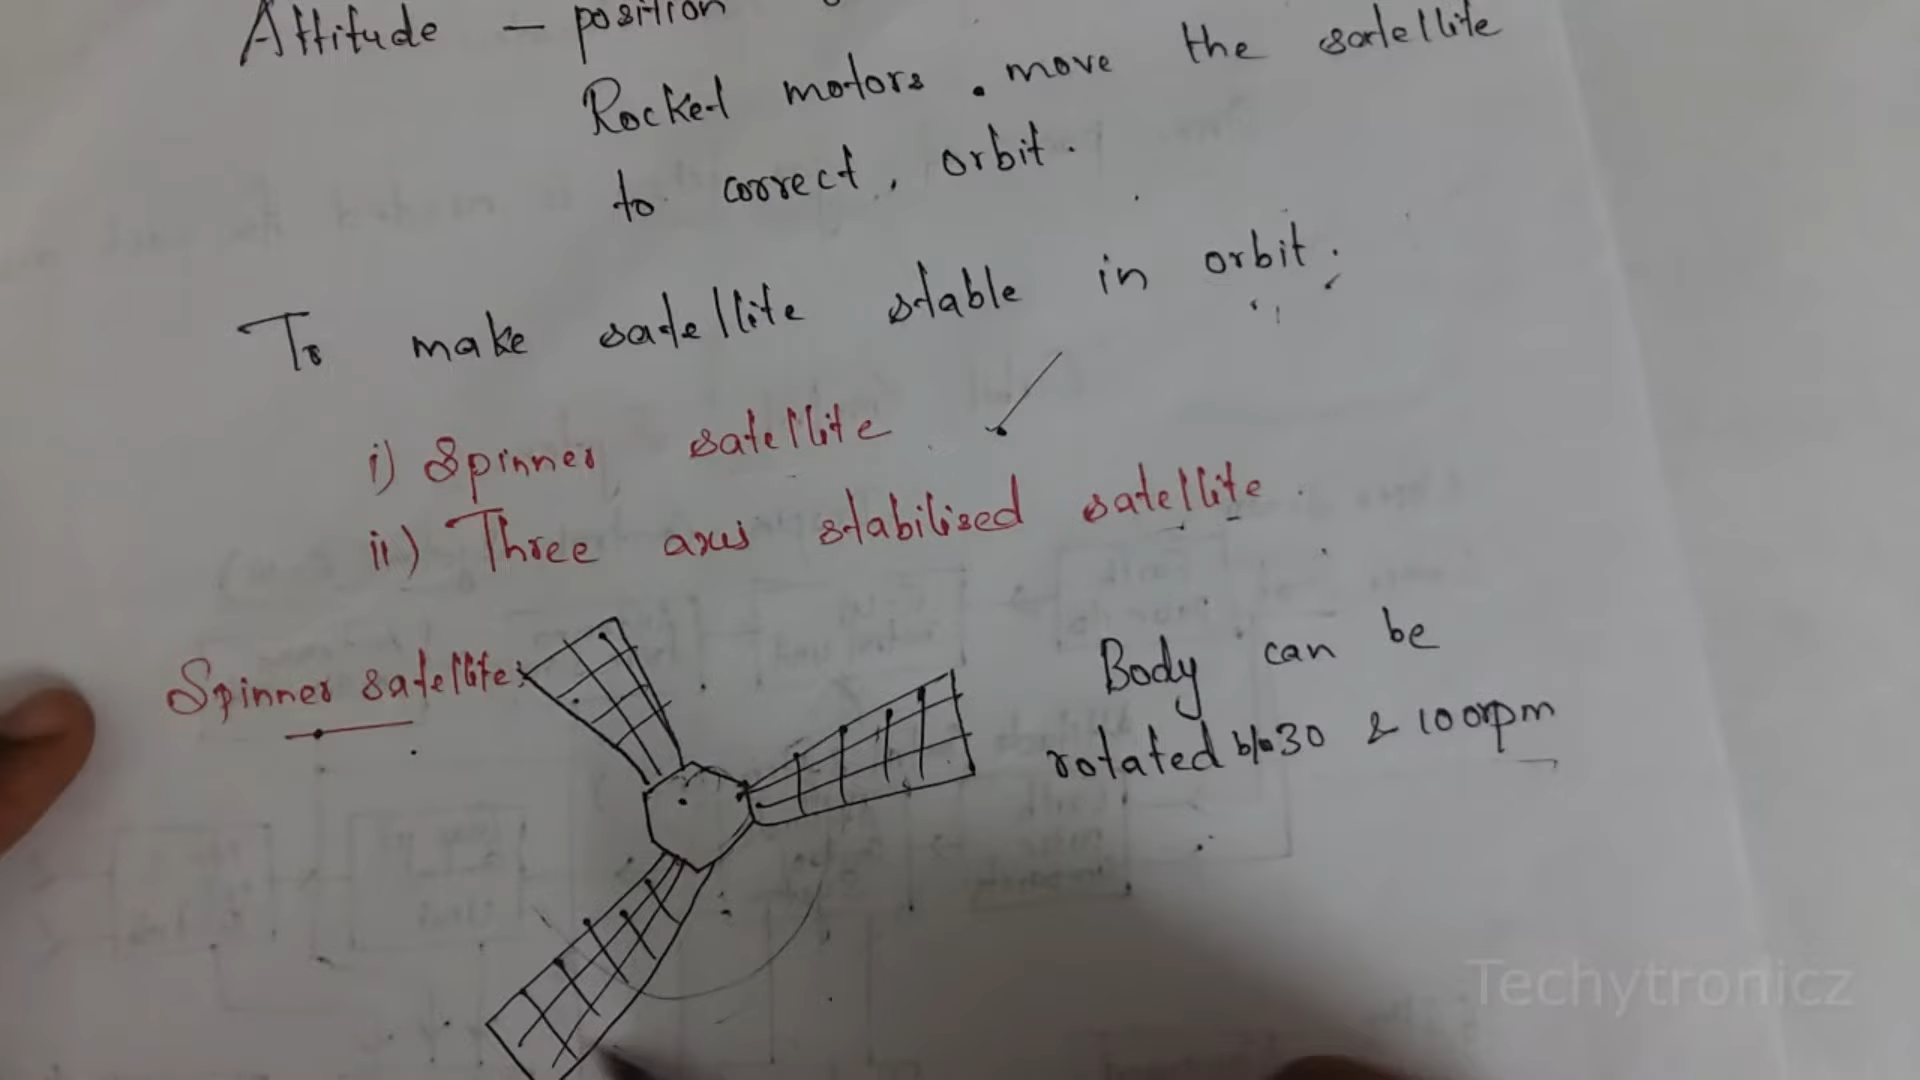 Attitude — position
Rocket motors . move the satellite
to correct, orbit.
To make satellite stable in orbit.
i) Spinner satellite
ii) Three axis stabilised satellite
Spinner satellite:
Body can be
rotated b/w 30 & 100rpm
Techytronicz